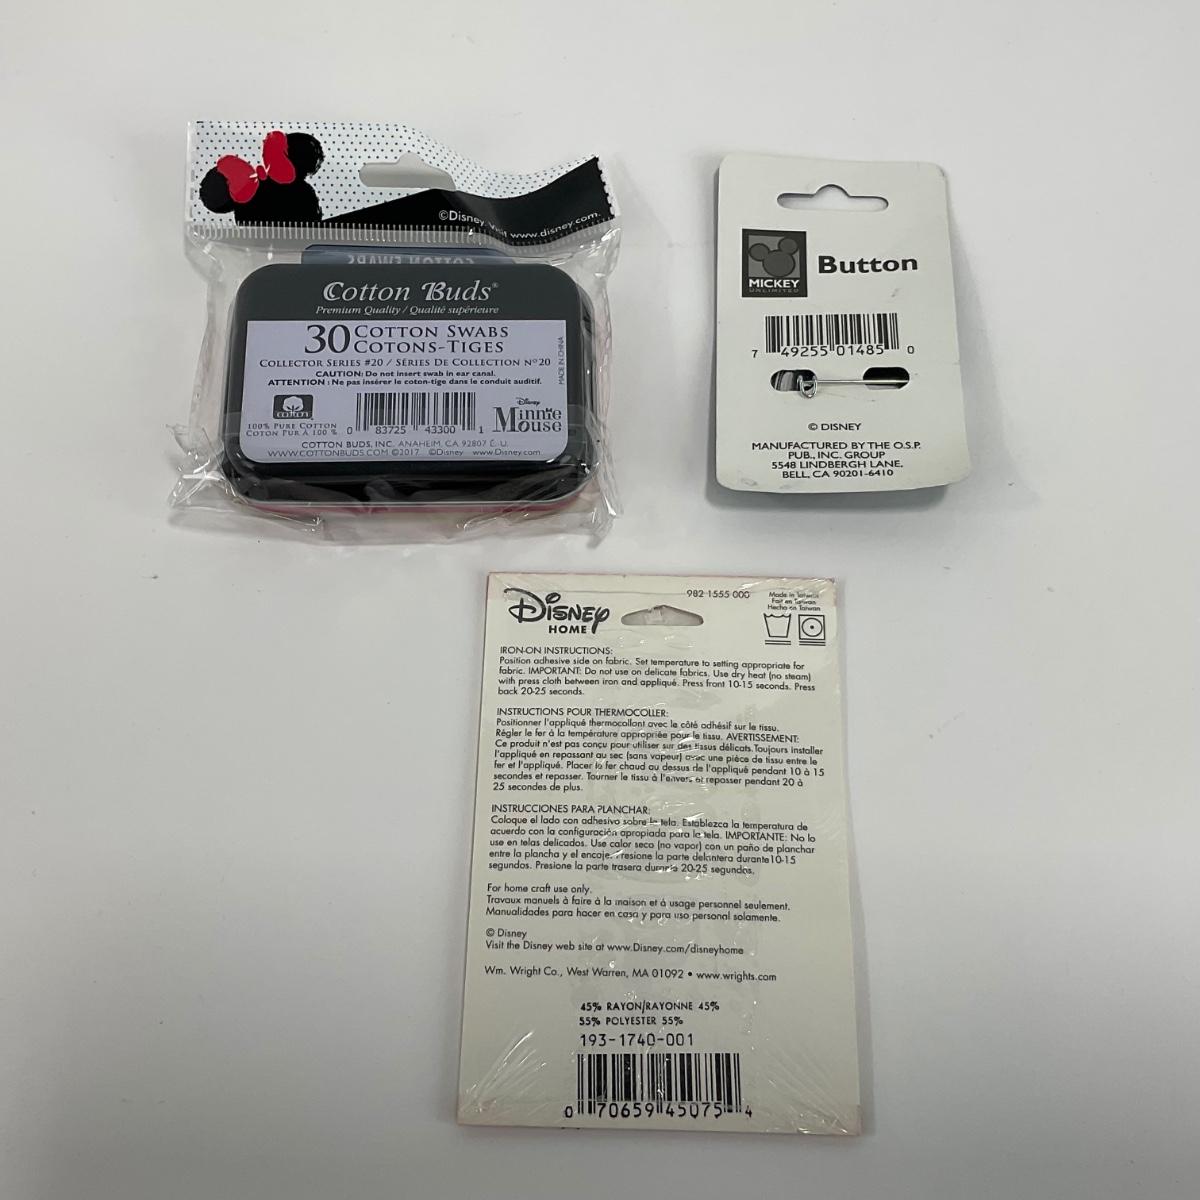 ©Disney Visit www.disney.com.
COTTON SWABS
Cotton Buds®
Premium Quality / Qualité supérieure
30 COTTON SWABS
COTONS-TIGES
COLLECTOR SERIES #20 / SÉRIES DE COLLECTION Nº20
CAUTION: Do not insert swab in ear canal.
ATTENTION: Ne pas insérer le coton-tige dans le conduit auditif.
MADE IN CHINA
cotton
100% PURE COTTON
COTON PUR À 100 %
0 83725 43300 1
Disney
Minnie
Mouse
COTTON BUDS, INC. ANAHEIM, CA 92807 É.-U.
WWW.COTTONBUDS.COM ©2017 ©Disney www.Disney.com
MICKEY
UNLIMITED
Button
7 49255 01485 0
© DISNEY
MANUFACTURED BY THE O.S.P.
PUB., INC. GROUP
5548 LINDBERGH LANE,
BELL, CA 90201-6410
Disney
HOME
982 1555 000
Made in Taiwan
Fait en Taiwan
Hecho en Taiwan
IRON-ON INSTRUCTIONS:
Position adhesive side on fabric. Set temperature to setting appropriate for
fabric. IMPORTANT: Do not use on delicate fabrics. Use dry heat (no steam)
with press cloth between iron and appliqué. Press front 10-15 seconds. Press
back 20-25 seconds.
INSTRUCTIONS POUR THERMOCOLLER:
Positionner l'appliqué thermocollant avec le côté adhésif sur le tissu.
Régler le fer à la température appropriée pour le tissu. AVERTISSEMENT:
Ce produit n'est pas conçu pour utiliser sur des tissus délicats.Toujours installer
l'appliqué en repassant au sec (sans vapeur) avec une pièce de tissu entre le
fer et l'appliqué. Placer le fer chaud au dessus de l'appliqué pendant 10 à 15
secondes et repasser. Tourner le tissu à l'envers et repasser pendant 20 à
25 secondes de plus.
INSTRUCCIONES PARA PLANCHAR:
Coloque el lado con adhesivo sobre la tela. Establezca la temperatura de
acuerdo con la configuración apropiada para la tela. IMPORTANTE: No lo
use en telas delicados. Use calor seco (no vapor) con un paño de planchar
entre la plancha y el encaje. Presione la parte delantera durante10-15
segundos. Presione la parte trasera durante 20-25 segundos.
For home craft use only.
Travaux manuels à faire à la maison et à usage personnel seulement.
Manualidades para hacer en casa y para uso personal solamente.
© Disney
Visit the Disney web site at www.Disney.com/disneyhome
Wm. Wright Co., West Warren, MA 01092 • www.wrights.com
45% RAYON/RAYONNE 45%
55% POLYESTER 55%
193-1740-001
0 70659 45075 4